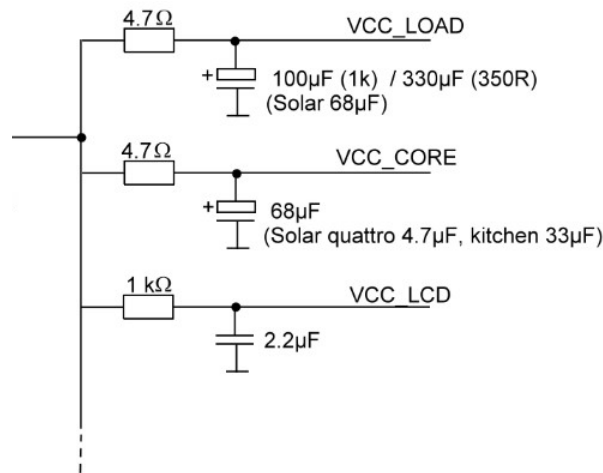 4.7Ω
VCC_LOAD
+
100µF (1k) / 330µF (350R)
(Solar 68µF)
4.7Ω
VCC_CORE
+
68µF
(Solar quattro 4.7µF, kitchen 33µF)
1 kΩ
VCC_LCD
2.2µF